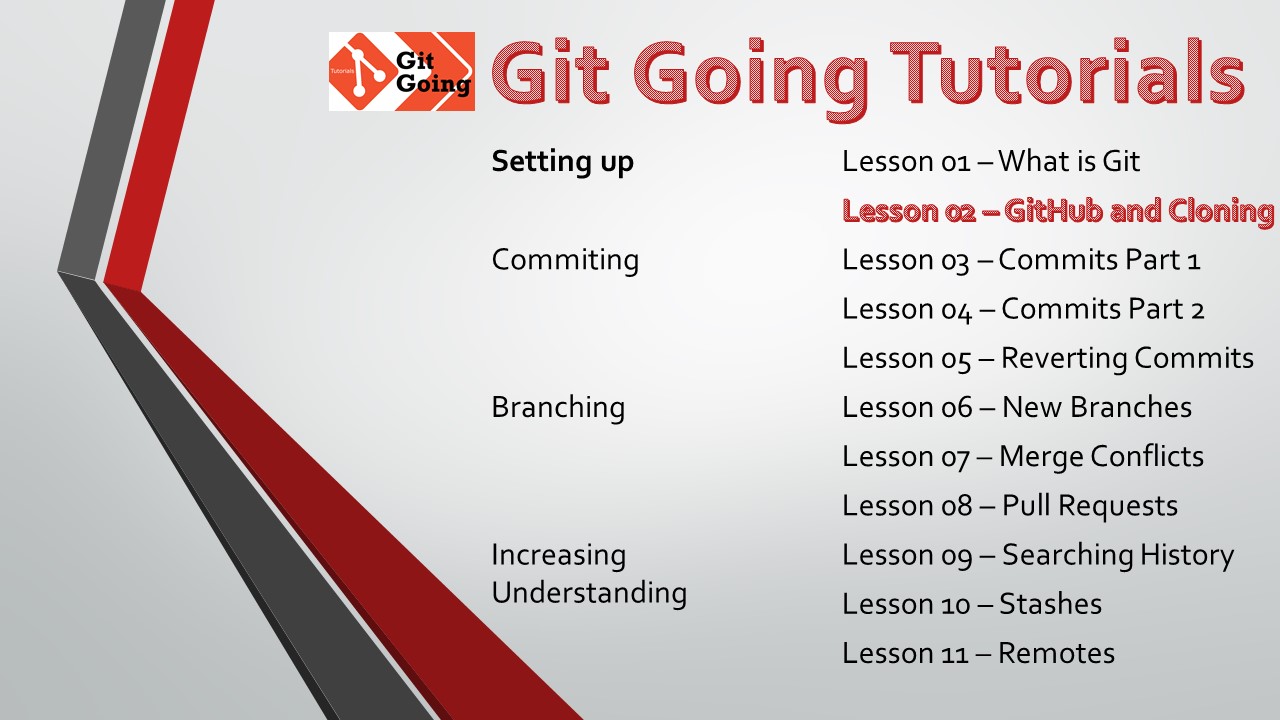 Tutorials
Git
Going
Git Going Tutorials
Setting up
Lesson 01 – What is Git
Lesson 02 – GitHub and Cloning
Commiting
Lesson 03 – Commits Part 1
Lesson 04 – Commits Part 2
Lesson 05 – Reverting Commits
Branching
Lesson 06 – New Branches
Lesson 07 – Merge Conflicts
Lesson 08 – Pull Requests
Increasing
Understanding
Lesson 09 – Searching History
Lesson 10 – Stashes
Lesson 11 – Remotes